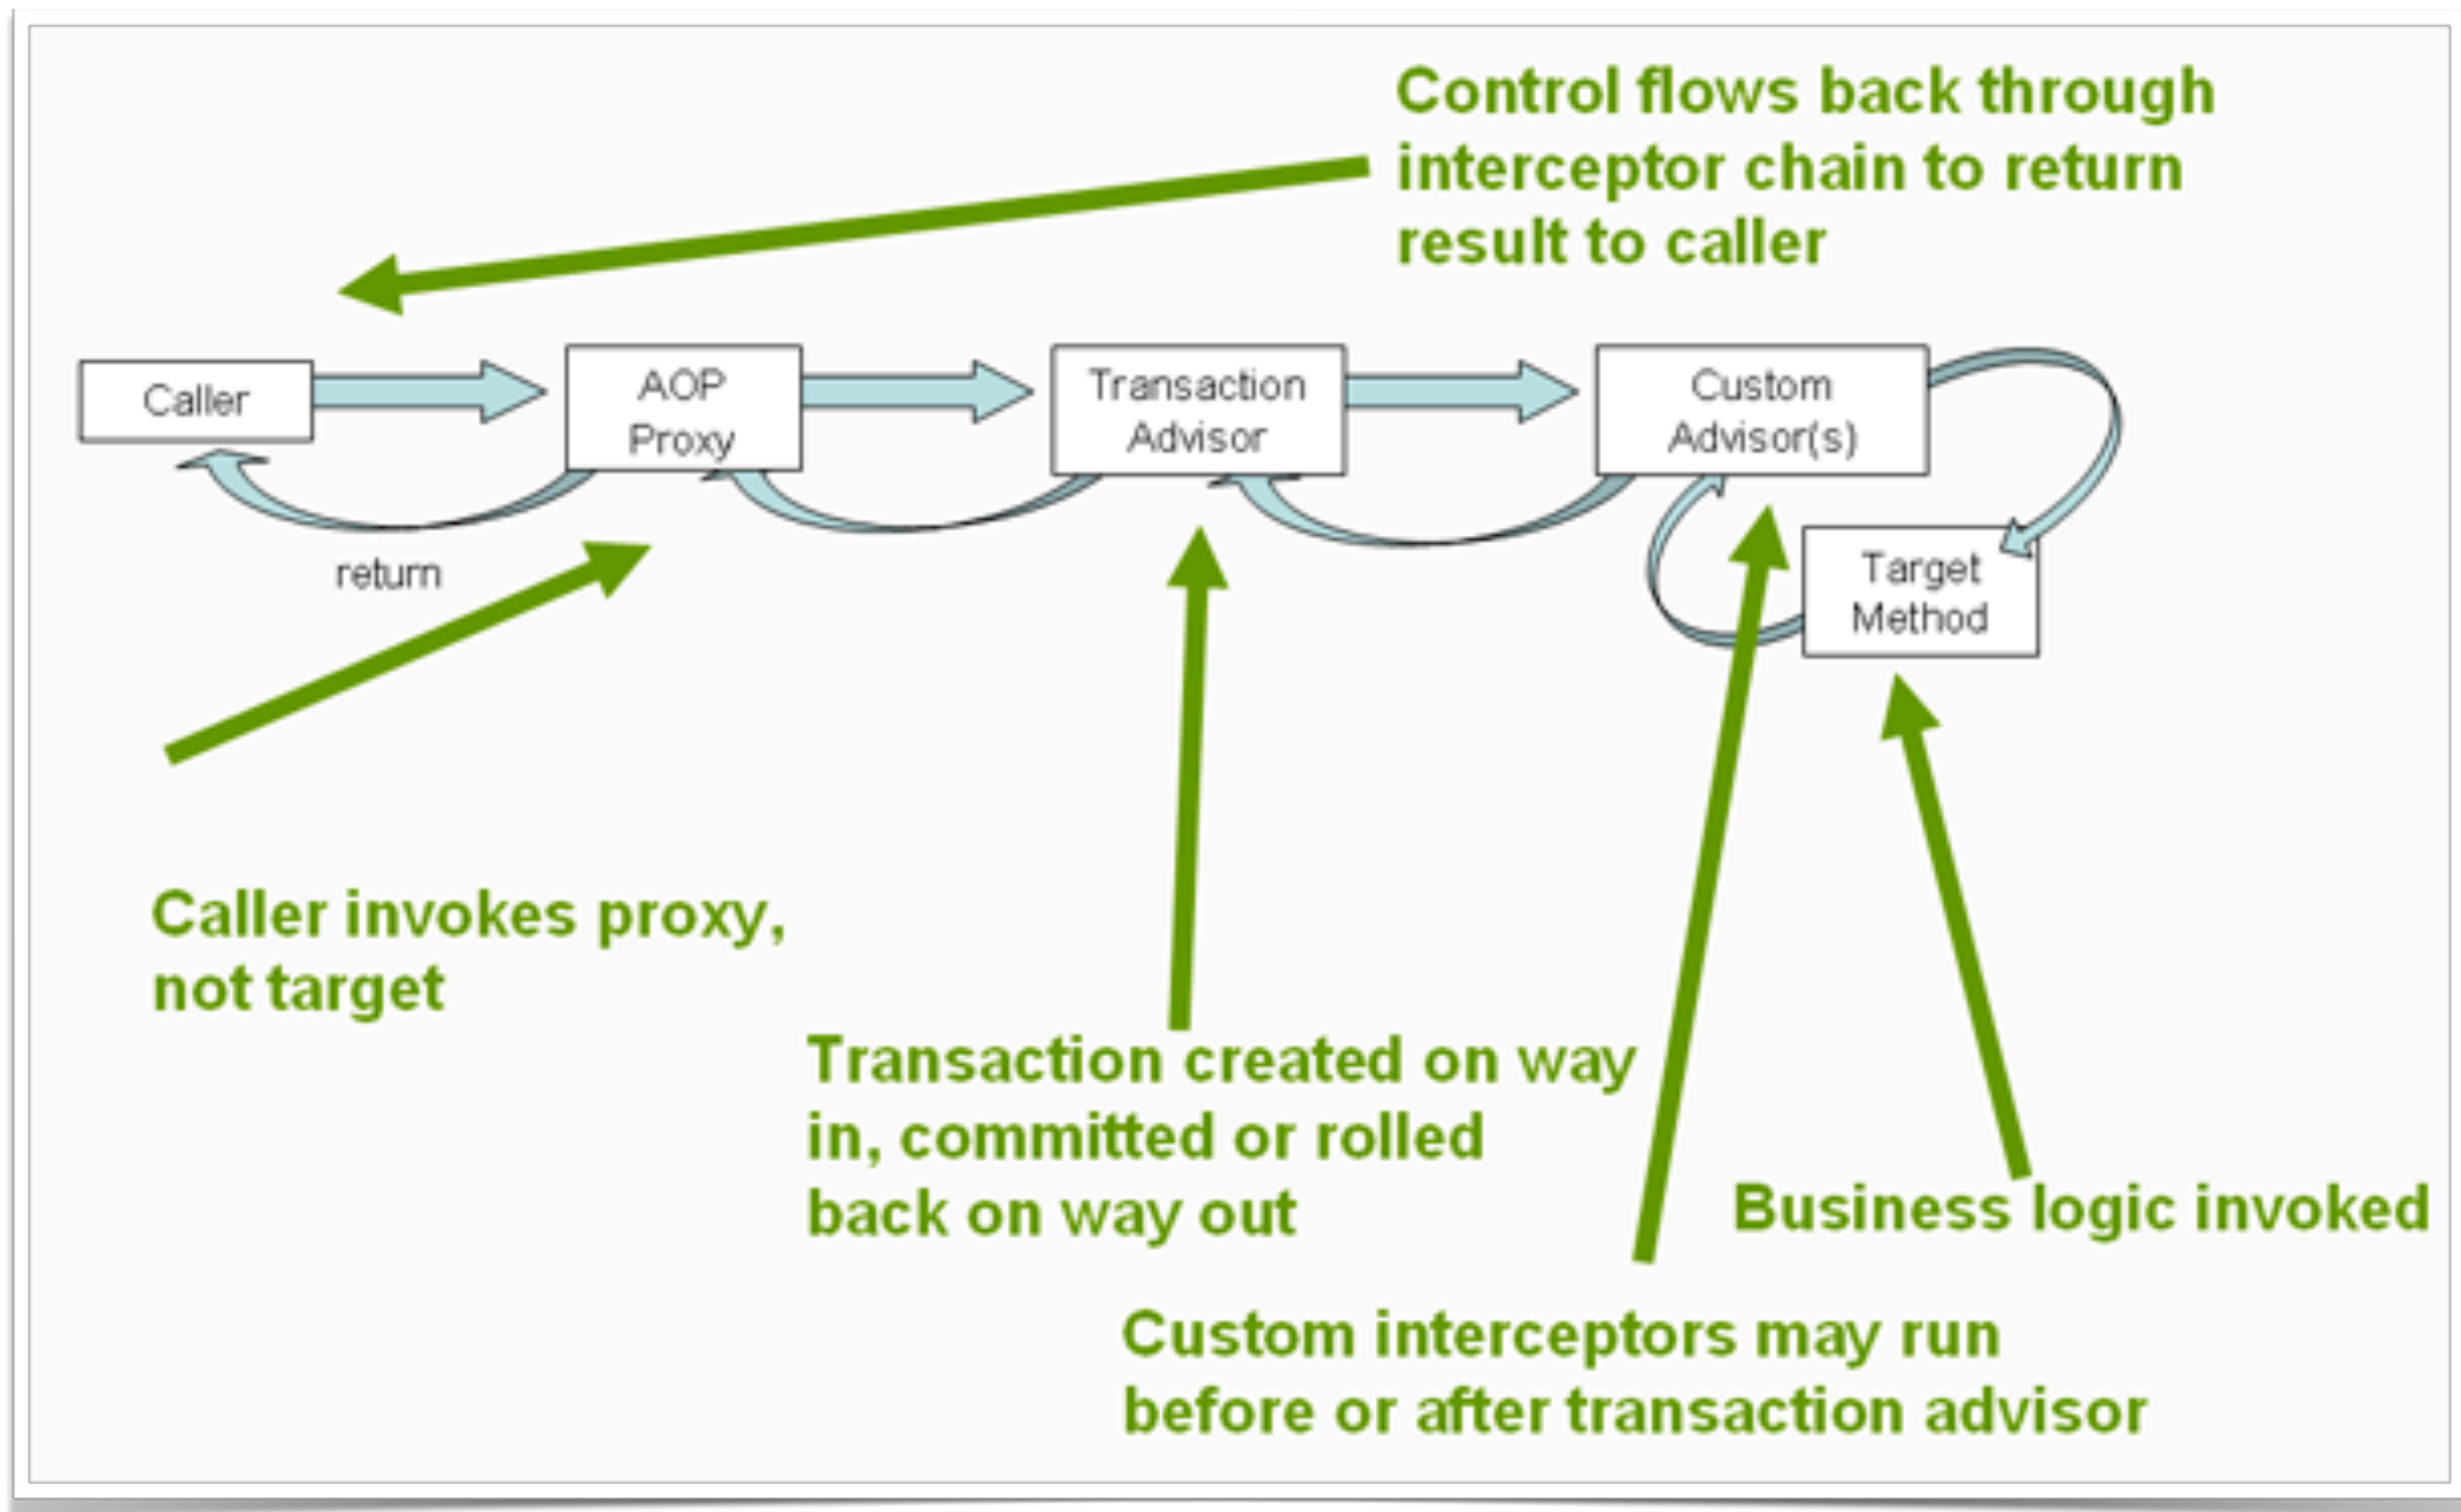 Control flows back through
interceptor chain to return
result to caller
Caller
AOP
Proxy
Transaction
Advisor
Custom
Advisor(s)
return
Target
Method
Caller invokes proxy,
not target
Transaction created on way
in, committed or rolled
back on way out
Business logic invoked
Custom interceptors may run
before or after transaction advisor